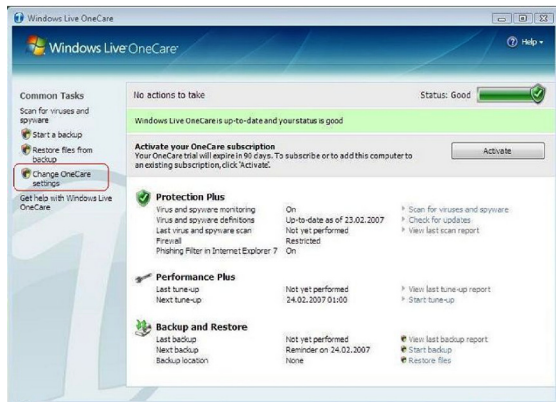 Windows Live OneCare
Windows Live OneCare
Help
Common Tasks
Scan for viruses and
spyware
Start a backup
Restore files from
backup
Change OneCare
settings
Get help with Windows Live
OneCare
No actions to take
Status: Good
Windows Live OneCare is up-to-date and your status is good
Activate your OneCare subscription
Your OneCare trial will expire in 90 days. To subscribe or to add this computer to
an existing subscription, click 'Activate'.
Activate
Protection Plus
Virus and spyware monitoring On Scan for viruses and spyware
Virus and spyware definitions Up-to-date as of 23.02.2007 Check for updates
Last virus and spyware scan Not yet performed View last scan report
Firewall Restricted
Phishing Filter in Internet Explorer 7 On
Performance Plus
Last tune-up Not yet performed View last tune-up report
Next tune-up 24.02.2007 01:00 Start tune-up
Backup and Restore
Last backup Not yet performed View last backup report
Next backup Reminder on 24.02.2007 Start backup
Backup location None Restore files